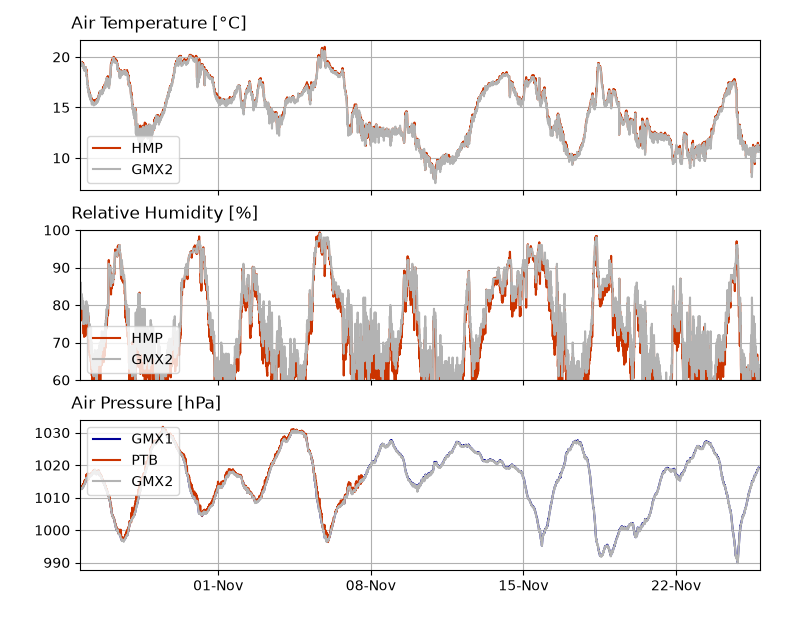 Air Temperature [°C]
20
15
10
HMP
GMX2
Relative Humidity [%]
100
90
80
70
60
HMP
GMX2
Air Pressure [hPa]
1030
1020
1010
1000
990
GMX1
PTB
GMX2
01-Nov
08-Nov
15-Nov
22-Nov